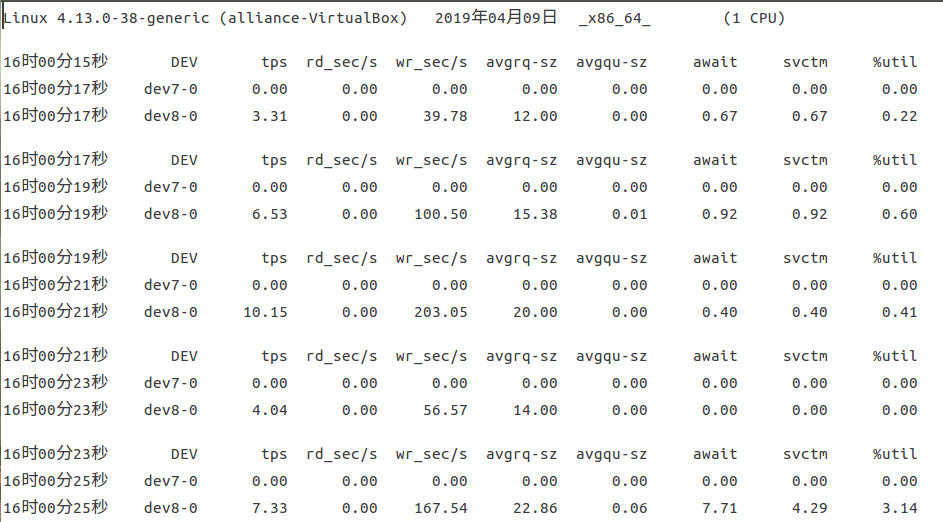 Linux 4.13.0-38-generic (alliance-VirtualBox) 2019年04月09日 _x86_64_ (1 CPU)
16时00分15秒 DEV tps rd_sec/s wr_sec/s avgrq-sz avgqu-sz await svctm %util
16时00分17秒 dev7-0 0.00 0.00 0.00 0.00 0.00 0.00 0.00 0.00
16时00分17秒 dev8-0 3.31 0.00 39.78 12.00 0.00 0.67 0.67 0.22
16时00分17秒 DEV tps rd_sec/s wr_sec/s avgrq-sz avgqu-sz await svctm %util
16时00分19秒 dev7-0 0.00 0.00 0.00 0.00 0.00 0.00 0.00 0.00
16时00分19秒 dev8-0 6.53 0.00 100.50 15.38 0.01 0.92 0.92 0.60
16时00分19秒 DEV tps rd_sec/s wr_sec/s avgrq-sz avgqu-sz await svctm %util
16时00分21秒 dev7-0 0.00 0.00 0.00 0.00 0.00 0.00 0.00 0.00
16时00分21秒 dev8-0 10.15 0.00 203.05 20.00 0.00 0.40 0.40 0.41
16时00分21秒 DEV tps rd_sec/s wr_sec/s avgrq-sz avgqu-sz await svctm %util
16时00分23秒 dev7-0 0.00 0.00 0.00 0.00 0.00 0.00 0.00 0.00
16时00分23秒 dev8-0 4.04 0.00 56.57 14.00 0.00 0.00 0.00 0.00
16时00分23秒 DEV tps rd_sec/s wr_sec/s avgrq-sz avgqu-sz await svctm %util
16时00分25秒 dev7-0 0.00 0.00 0.00 0.00 0.00 0.00 0.00 0.00
16时00分25秒 dev8-0 7.33 0.00 167.54 22.86 0.06 7.71 4.29 3.14